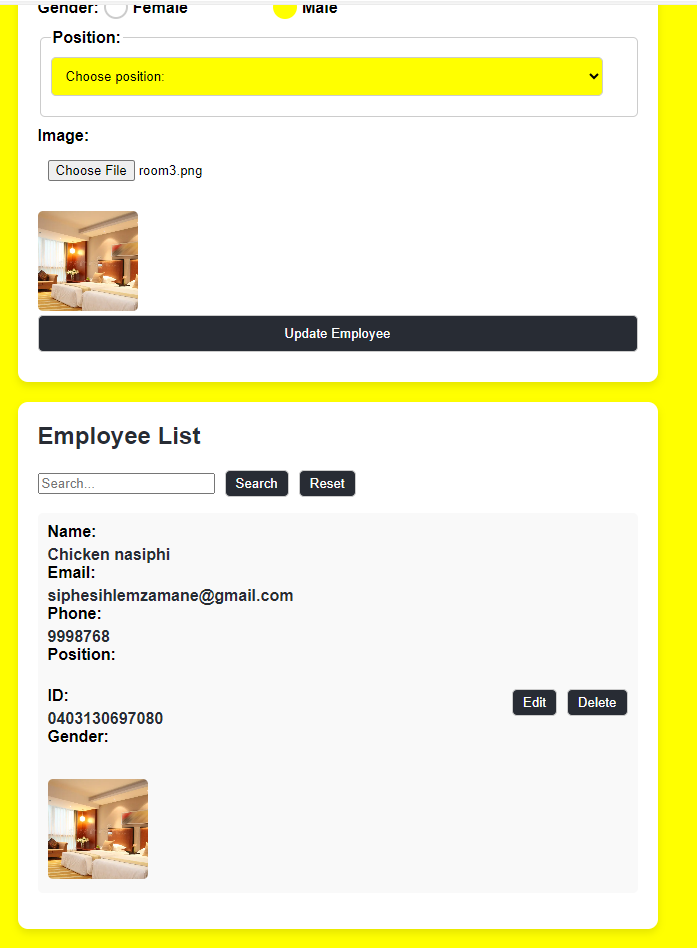 Gender: Female Male
Position:
Choose position:
Image:
Choose File room3.png
Update Employee
Employee List
Search... Search Reset
Name:
Chicken nasiphi
Email:
siphesihlemzamane@gmail.com
Phone:
9998768
Position:
ID:
0403130697080
Edit Delete
Gender: